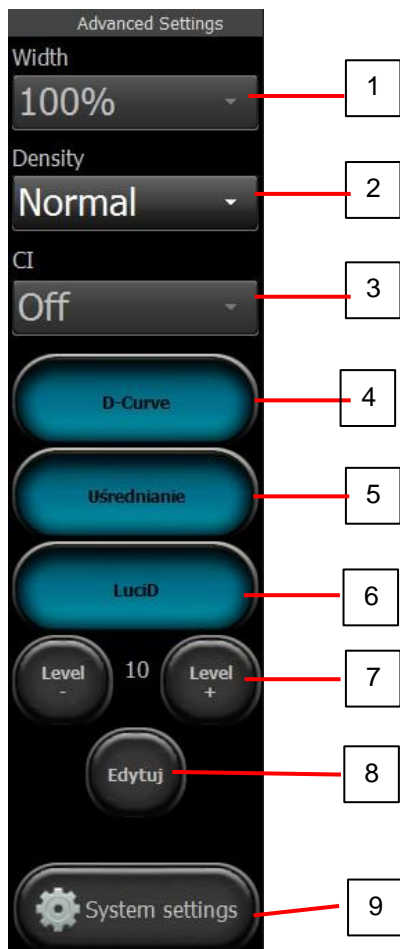 Advanced Settings
Width
100%
1
Density
Normal
2
CI
Off
3
D-Curve
4
Uśrednianie
5
LuciD
6
Level
-
10
Level
+
7
Edytuj
8
System settings
9